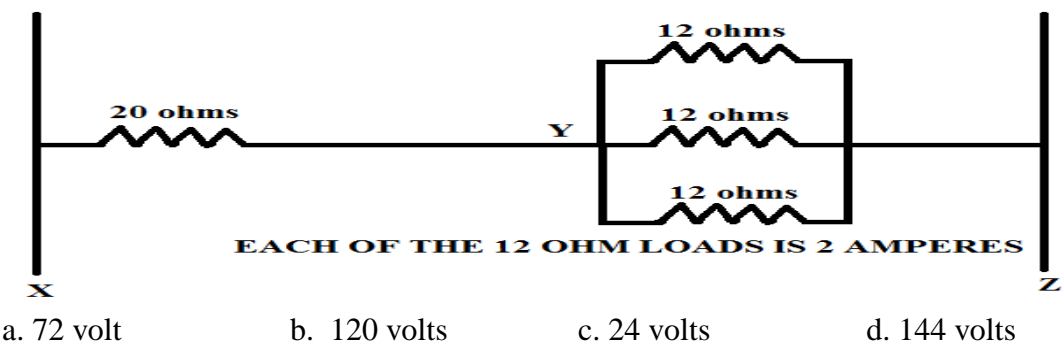 12 ohms
20 ohms
12 ohms
Y
12 ohms
EACH OF THE 12 OHM LOADS IS 2 AMPERES
X
Z
a. 72 volt b. 120 volts c. 24 volts d. 144 volts